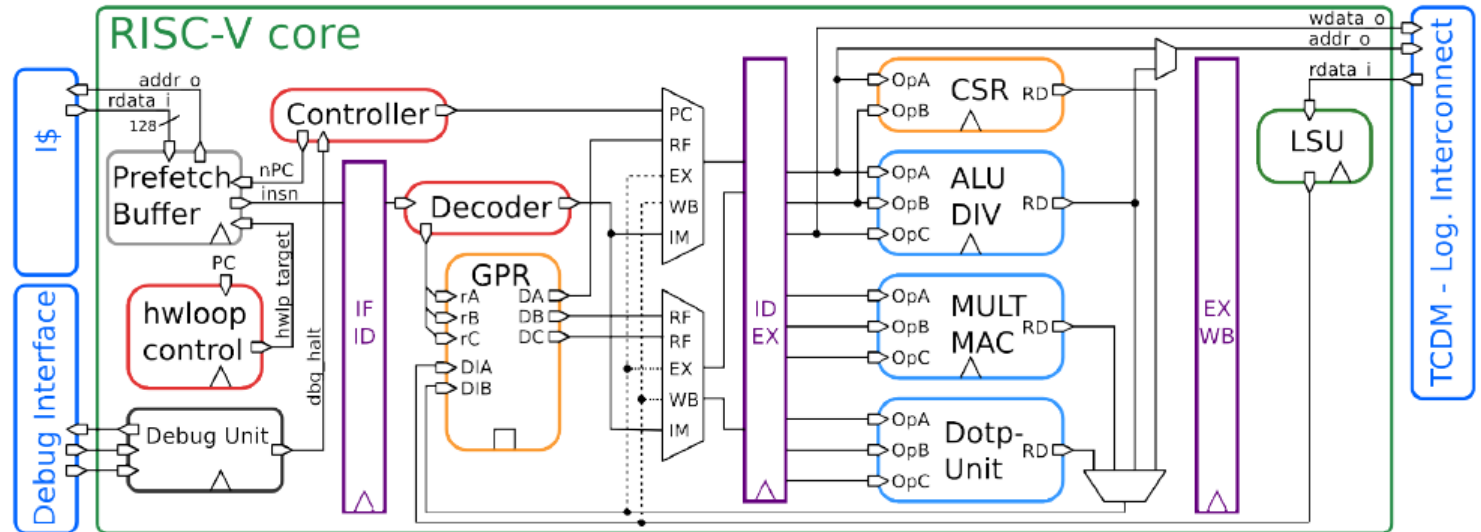 RISC-V core
wdata_o
addr_o
rdata_i
TCDM - Log. Interconnect
I$
addr_o
rdata_i
128
Prefetch
Buffer
nPC
insn
Controller
Decoder
PC
hwloop
control
hwlp_target
dbg_halt
Debug Interface
Debug Unit
IF
ID
GPR
rA
rB
rC
DIA
DIB
DA
DB
DC
PC
RF
EX
WB
IM
RF
RF
EX
WB
IM
ID
EX
OpA
OpB
CSR
RD
OpA
OpB
OpC
ALU
DIV
RD
OpA
OpB
OpC
MULT
MAC
RD
OpA
OpB
OpC
Dotp-
Unit
RD
EX
WB
LSU